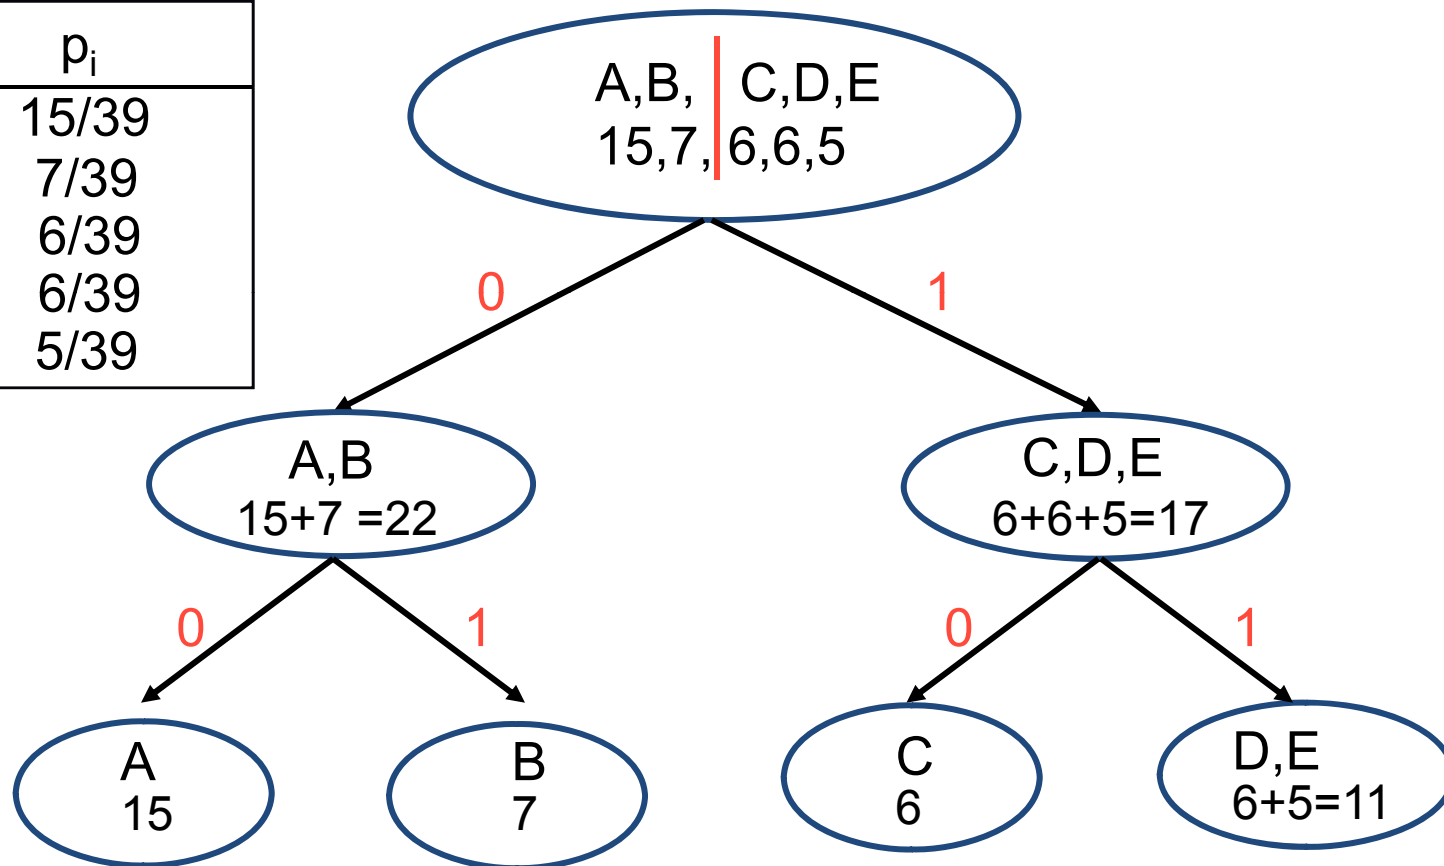 pi
15/39
7/39
6/39
6/39
5/39
A,B, C,D,E
15,7, 6,6,5
0 1
A,B
15+7 =22
C,D,E
6+6+5=17
0 1 0 1
A
15
B
7
C
6
D,E
6+5=11